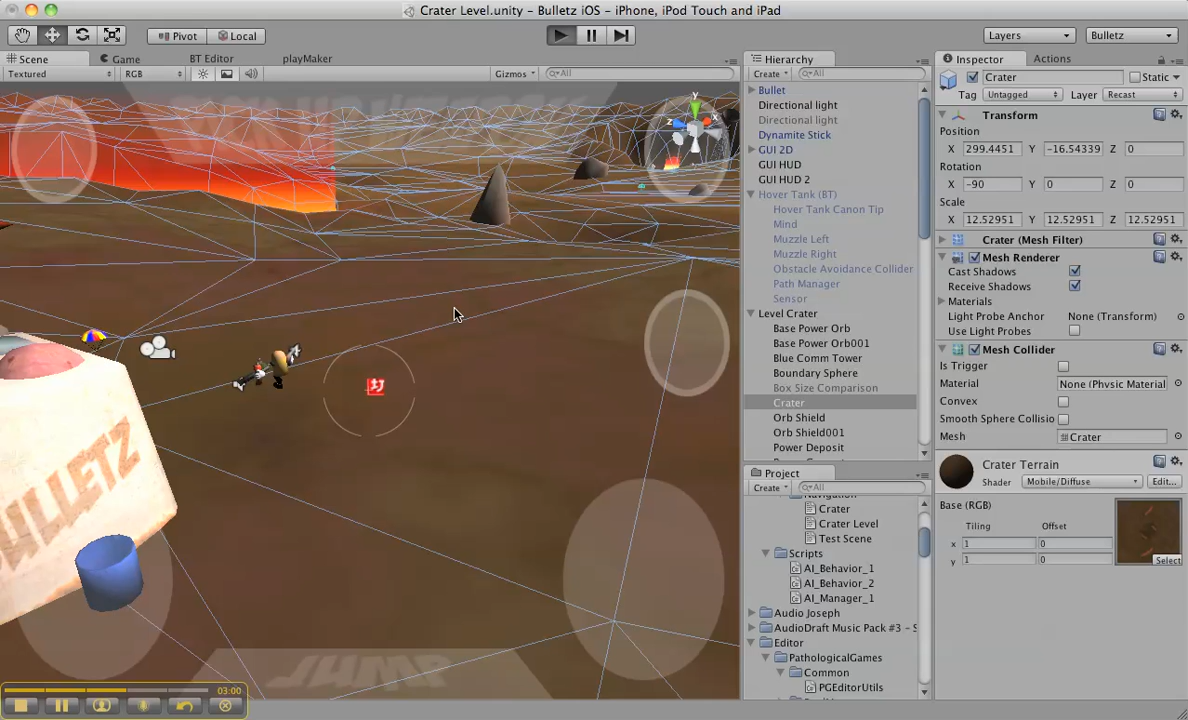 Crater Level.unity - Bulletz iOS - iPhone, iPod Touch and iPad
Pivot
Local
Layers
Bulletz
Scene
Game
BT Editor
playMaker
Textured
RGB
Gizmos
All
y
x
z
BULLETZ
JUMP
03:00
Hierarchy
Create
All
Bullet
Directional light
Directional light
Dynamite Stick
GUI 2D
GUI HUD
GUI HUD 2
Hover Tank (BT)
Hover Tank Canon Tip
Mind
Muzzle Left
Muzzle Right
Obstacle Avoidance Collider
Path Manager
Sensor
Level Crater
Base Power Orb
Base Power Orb001
Blue Comm Tower
Boundary Sphere
Box Size Comparison
Crater
Orb Shield
Orb Shield001
Power Deposit
Project
Create
All
Navigation
Crater
Crater Level
Test Scene
Scripts
AI_Behavior_1
AI_Behavior_2
AI_Manager_1
Audio Joseph
AudioDraft Music Pack #3 - S
Editor
PathologicalGames
Common
PGEditorUtils
Inspector
Actions
Crater
Static
Tag Untagged Layer Recast
Transform
Position
X 299.4451 Y -16.54339 Z 0
Rotation
X -90 Y 0 Z 0
Scale
X 12.52951 Y 12.52951 Z 12.52951
Crater (Mesh Filter)
Mesh Renderer
Cast Shadows
Receive Shadows
Materials
Light Probe Anchor None (Transform)
Use Light Probes
Mesh Collider
Is Trigger
Material None (Physic Material
Convex
Smooth Sphere Collisio
Mesh Crater
Crater Terrain
Shader Mobile/Diffuse Edit...
Base (RGB)
Tiling Offset
x 1 0
y 1 0
Select